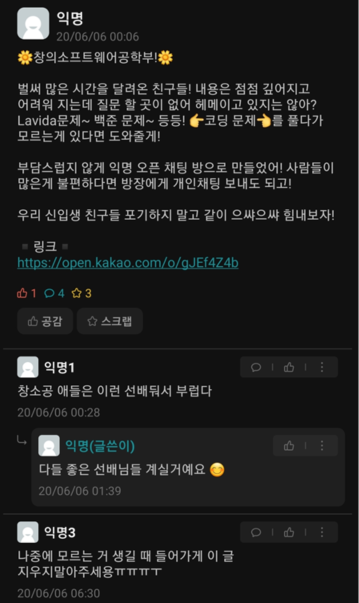 익명
20/06/06 00:06
🌼창의소프트웨어공학부!🌼
벌써 많은 시간을 달려온 친구들! 내용은 점점 깊어지고
어려워 지는데 질문 할 곳이 없어 헤메이고 있지는 않아?
Lavida문제~ 백준 문제~ 등등! 👉코딩 문제👈를 풀다가
모르는게 있다면 도와줄게!
부담스럽지 않게 익명 오픈 채팅 방으로 만들었어! 사람들이
많은게 불편하다면 방장에게 개인채팅 보내도 되고!
우리 신입생 친구들 포기하지 말고 같이 으쌰으쌰 힘내보자!
▪링크▪
https://open.kakao.com/o/gJEf4Z4b
1 4 3
공감 스크랩
익명1
창소공 애들은 이런 선배둬서 부럽다
20/06/06 00:28
익명(글쓴이)
다들 좋은 선배님들 계실거예요 😊
20/06/06 01:39
익명3
나중에 모르는 거 생길 때 들어가게 이 글
지우지말아주세용ㅠㅠㅠㅜ
20/06/06 06:30